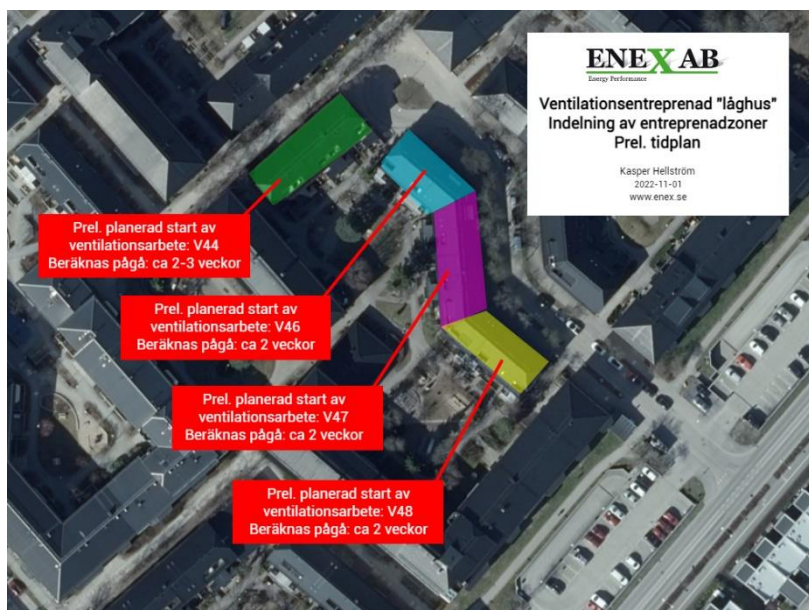 ENEX AB
Energy Performance
Ventilationsentreprenad "låghus"
Indelning av entreprenadzoner
Prel. tidplan
Kasper Hellström
2022-11-01
www.enex.se
Prel. planerad start av
ventilationsarbete: V44
Beräknas pågå: ca 2-3 veckor
Prel. planerad start av
ventilationsarbete: V46
Beräknas pågå: ca 2 veckor
Prel. planerad start av
ventilationsarbete: V47
Beräknas pågå: ca 2 veckor
Prel. planerad start av
ventilationsarbete: V48
Beräknas pågå: ca 2 veckor